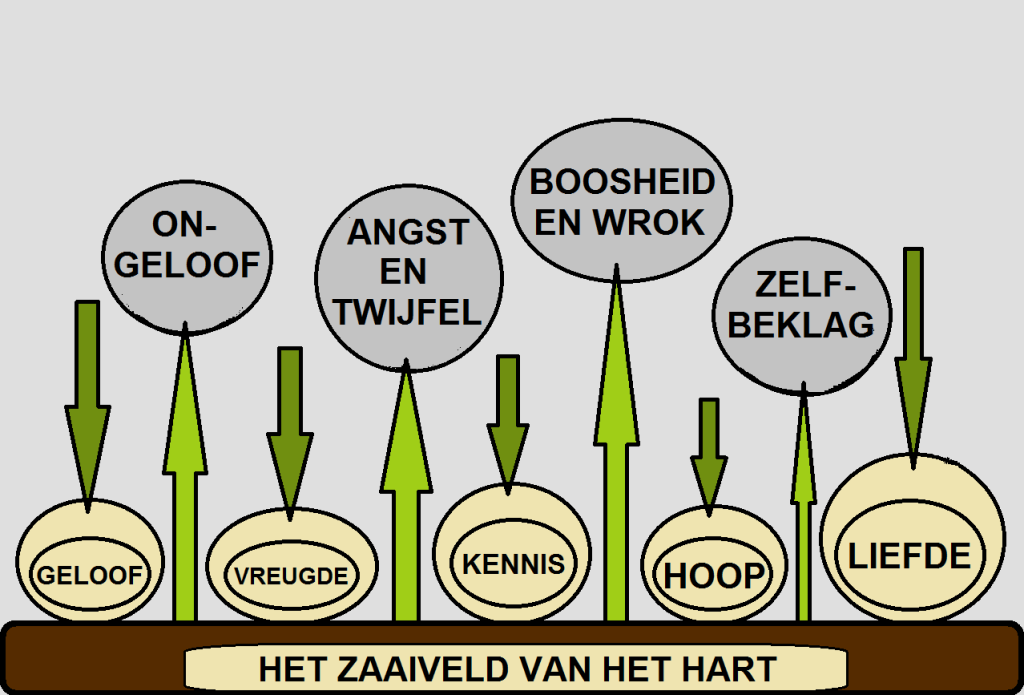 ON-
GELOOF
ANGST
EN
TWIJFEL
BOOSHEID
EN WROK
ZELF-
BEKLAG
GELOOF
VREUGDE
KENNIS
HOOP
LIEFDE
HET ZAAIVELD VAN HET HART